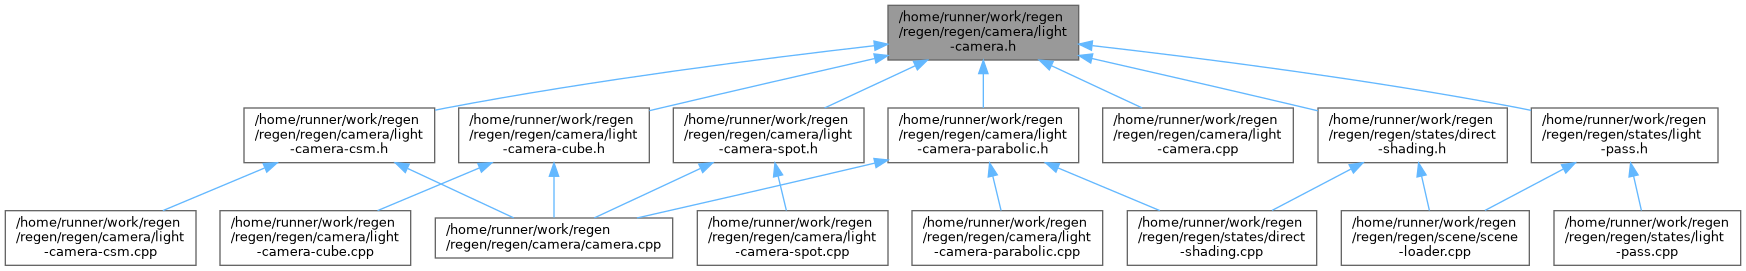 /home/runner/work/regen
/regen/regen/camera/light
-camera.h
/home/runner/work/regen
/regen/regen/camera/light
-camera-csm.h
/home/runner/work/regen
/regen/regen/camera/light
-camera-cube.h
/home/runner/work/regen
/regen/regen/camera/light
-camera-spot.h
/home/runner/work/regen
/regen/regen/camera/light
-camera-parabolic.h
/home/runner/work/regen
/regen/regen/camera/light
-camera.cpp
/home/runner/work/regen
/regen/regen/states/direct
-shading.h
/home/runner/work/regen
/regen/regen/states/light
-pass.h
/home/runner/work/regen
/regen/regen/camera/light
-camera-csm.cpp
/home/runner/work/regen
/regen/regen/camera/light
-camera-cube.cpp
/home/runner/work/regen
/regen/regen/camera/camera.cpp
/home/runner/work/regen
/regen/regen/camera/light
-camera-spot.cpp
/home/runner/work/regen
/regen/regen/camera/light
-camera-parabolic.cpp
/home/runner/work/regen
/regen/regen/states/direct
-shading.cpp
/home/runner/work/regen
/regen/regen/scene/scene
-loader.cpp
/home/runner/work/regen
/regen/regen/states/light
-pass.cpp